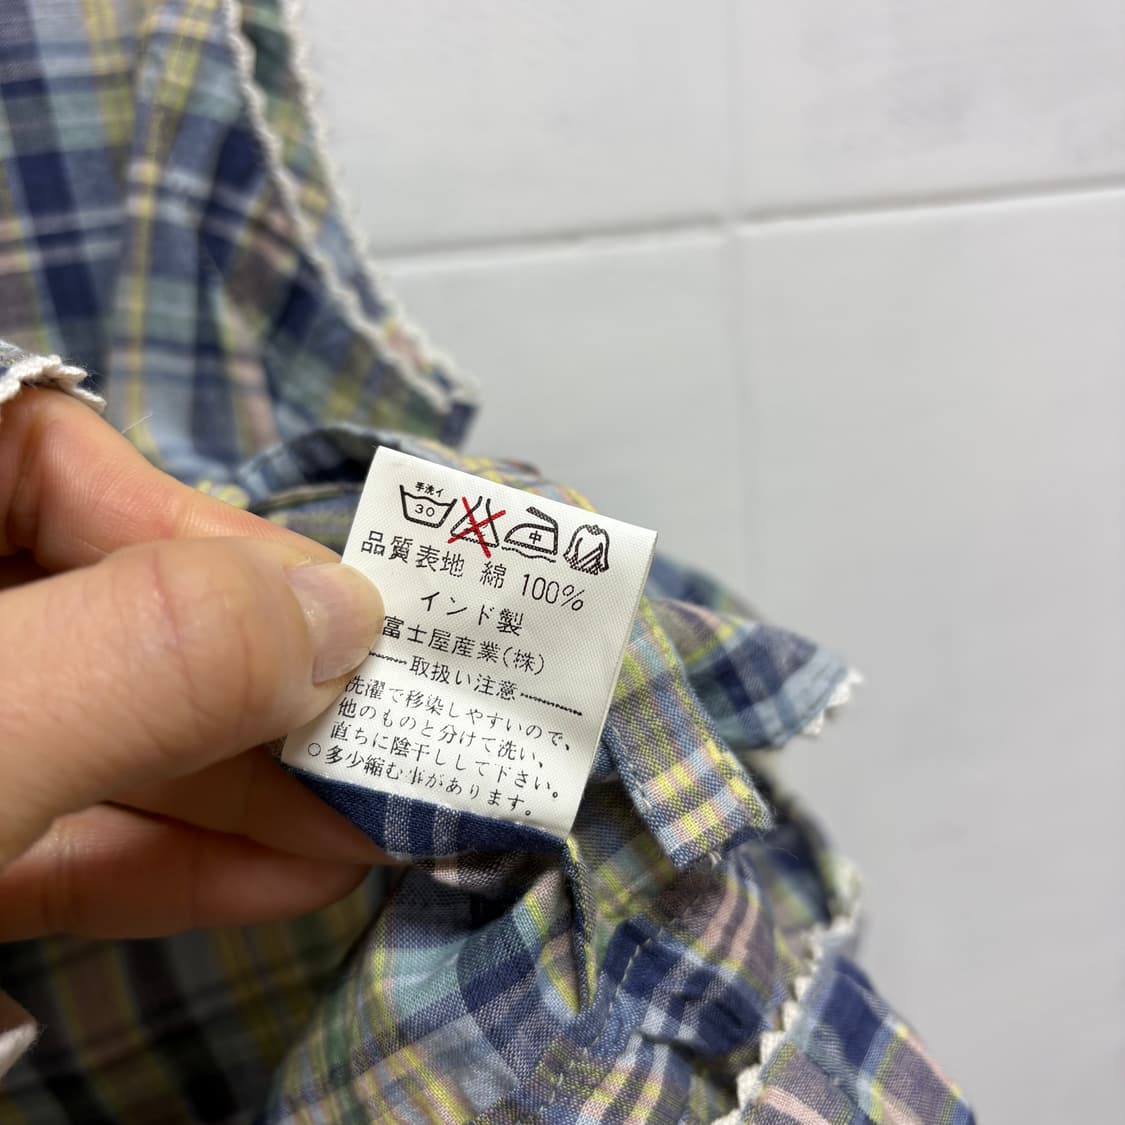 手洗イ
30
中
品質表地 綿 100%
インド製
富士屋産業(株)
取扱い注意
洗濯で移染しやすいので、
他のものと分けて洗い、
直ちに陰干しして下さい。
○多少縮む事があります。